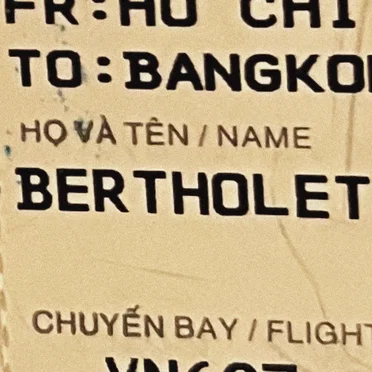 FR:HO CHI
TO:BANGKO
HỌ VÀ TÊN / NAME
BERTHOLET
CHUYẾN BAY / FLIGHT